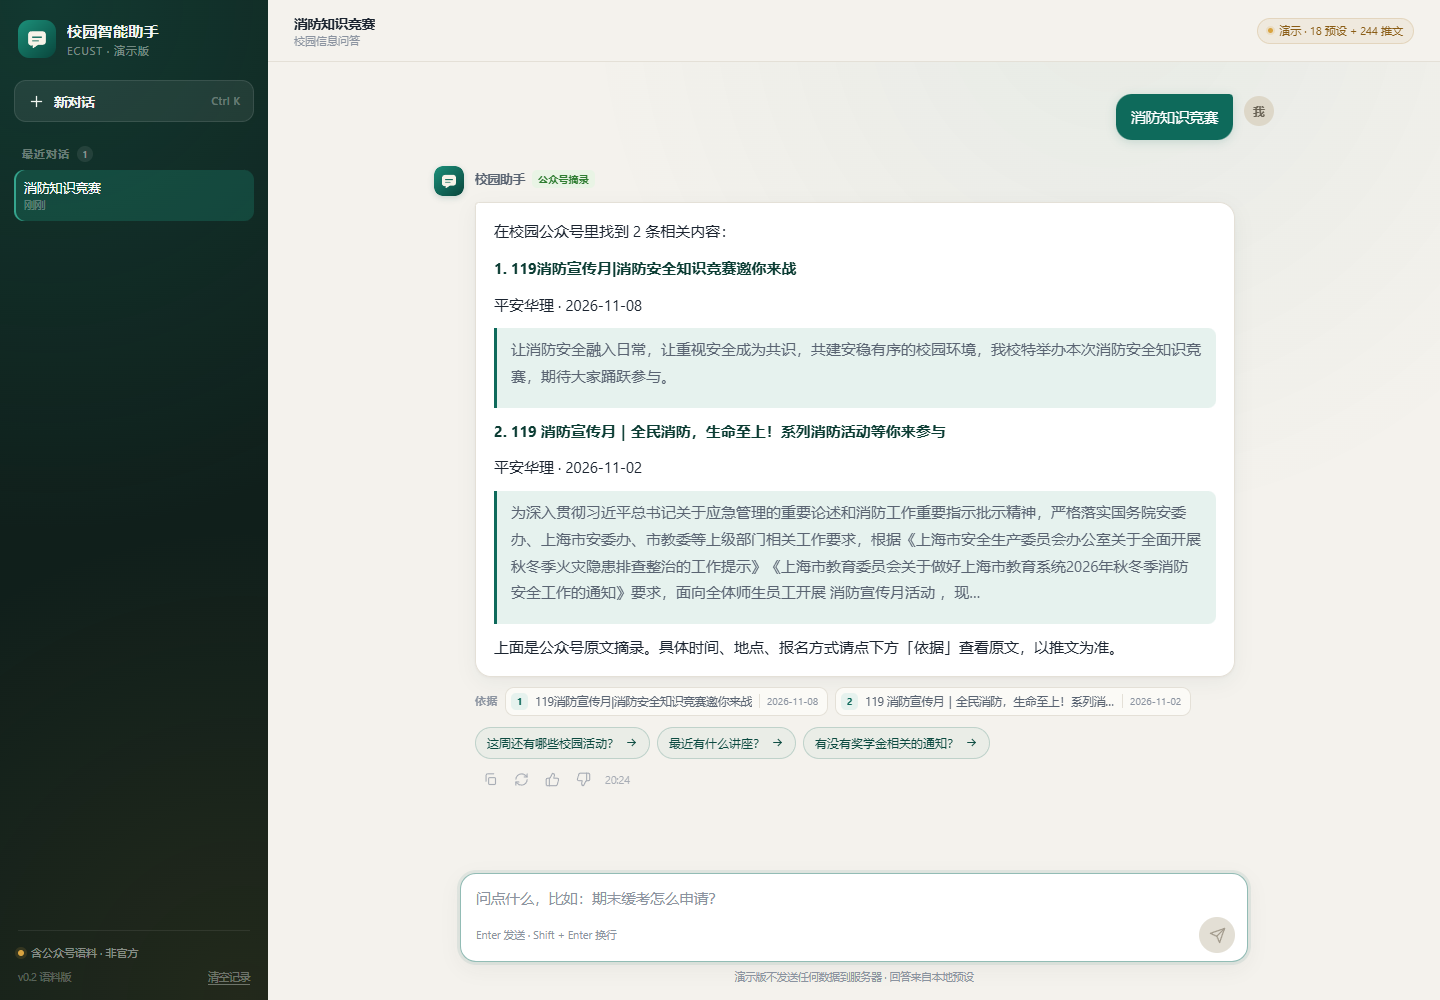 校园智能助手
ECUST · 演示版
新对话
Ctrl K
最近对话 1
消防知识竞赛
刚刚
含公众号语料 · 非官方
v0.2 语料版
清空记录
消防知识竞赛
校园信息问答
演示 · 18 预设 + 244 推文
消防知识竞赛
我
校园助手
公众号摘录
在校园公众号里找到 2 条相关内容：
1. 119消防宣传月|消防安全知识竞赛邀你来战
平安华理 · 2026-11-08
让消防安全融入日常，让重视安全成为共识，共建安稳有序的校园环境，我校特举办本次消防安全知识竞
赛，期待大家踊跃参与。
2. 119 消防宣传月 | 全民消防，生命至上！系列消防活动等你来参与
平安华理 · 2026-11-02
为深入贯彻习近平总书记关于应急管理的重要论述和消防工作重要指示批示精神，严格落实国务院安委
办、上海市安委办、市教委等上级部门相关工作要求，根据《上海市安全生产委员会办公室关于全面开展
秋冬季火灾隐患排查整治的工作提示》《上海市教育委员会关于做好上海市教育系统2026年秋冬季消防
安全工作的通知》要求，面向全体师生员工开展 消防宣传月活动 ，现...
上面是公众号原文摘录。具体时间、地点、报名方式请点下方「依据」查看原文，以推文为准。
依据
1 119消防宣传月|消防安全知识竞赛邀你来战 2026-11-08
2 119 消防宣传月 | 全民消防，生命至上！系列消... 2026-11-02
这周还有哪些校园活动？ →
最近有什么讲座？ →
有没有奖学金相关的通知？ →
20:24
问点什么，比如：期末缓考怎么申请？
Enter 发送 · Shift + Enter 换行
演示版不发送任何数据到服务器 · 回答来自本地预设